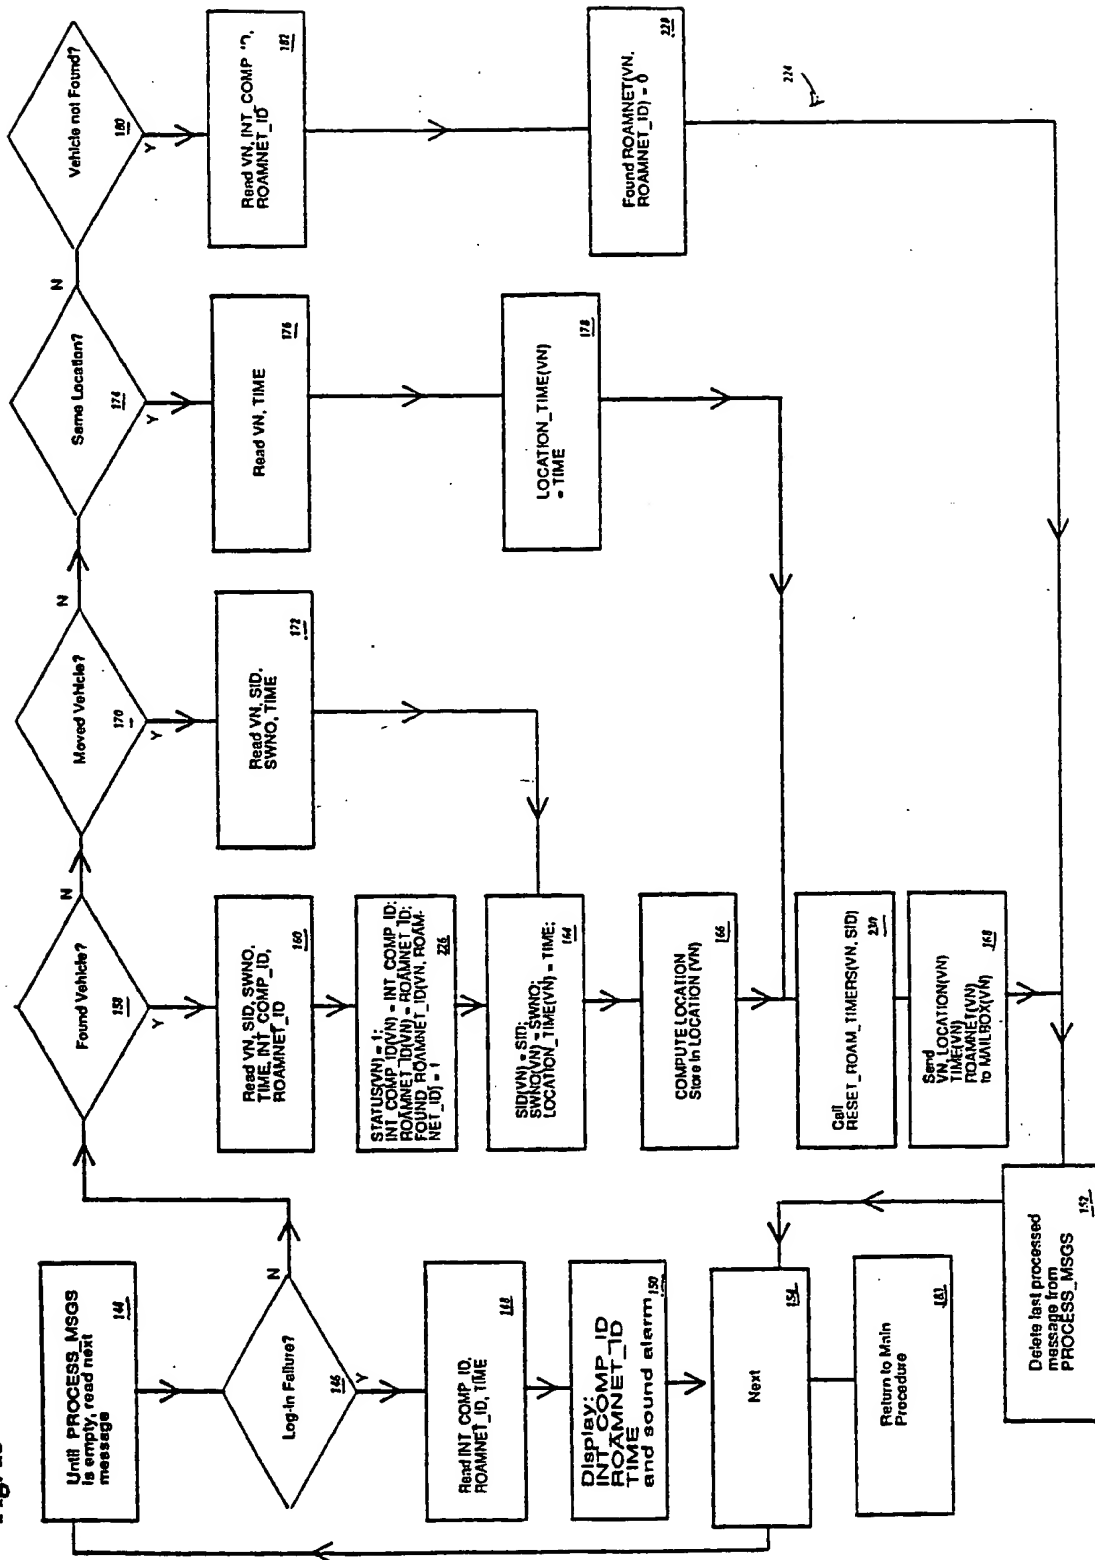 Until PROCESS_MSGS
is empty, read next
message
144
Log-In Failure?
146
N
Y
Read INT_COMP_ID,
ROAMNET_ID, TIME
Display:
INT_COMP_ID
ROAMNET_ID
TIME
and sound alarm
150
Next
154
Return to Main
Procedure
183
Found Vehicle?
158
N
Y
Read VN, SID, SWNO,
TIME, INT_COMP_ID,
ROAMNET_ID
160
STATUS(VN) = 1;
INT_COMP_ID(VN) = INT_COMP_ID;
ROAMNET_ID(VN) = ROAMNET_ID;
FOUND_ROAMNET_ID(VN, ROAM-
NET_ID) = 1
226
SID(VN) = SID;
SWNO(VN) = SWNO;
LOCATION_TIME(VN) = TIME;
164
COMPUTE LOCATION
Store In LOCATION (VN)
166
Call
RESET_ROAM_TIMERS(VN, SID)
230
Send
VN, LOCATION(VN)
TIME(VN)
ROAMNET(VN)
to MAILBOX(VN)
168
Delete last processed
message from
PROCESS_MSGS
152
Moved Vehicle?
170
N
Y
Read VN, SID,
SWNO, TIME
172
Same Location?
174
N
Y
Read VN, TIME
176
LOCATION_TIME(VN)
= TIME
178
Vehicle not Found?
180
Y
Read VN, INT_COMP
ROAMNET_ID
182
Found ROAMNET(VN,
ROAMNET_ID) = 0
228
224